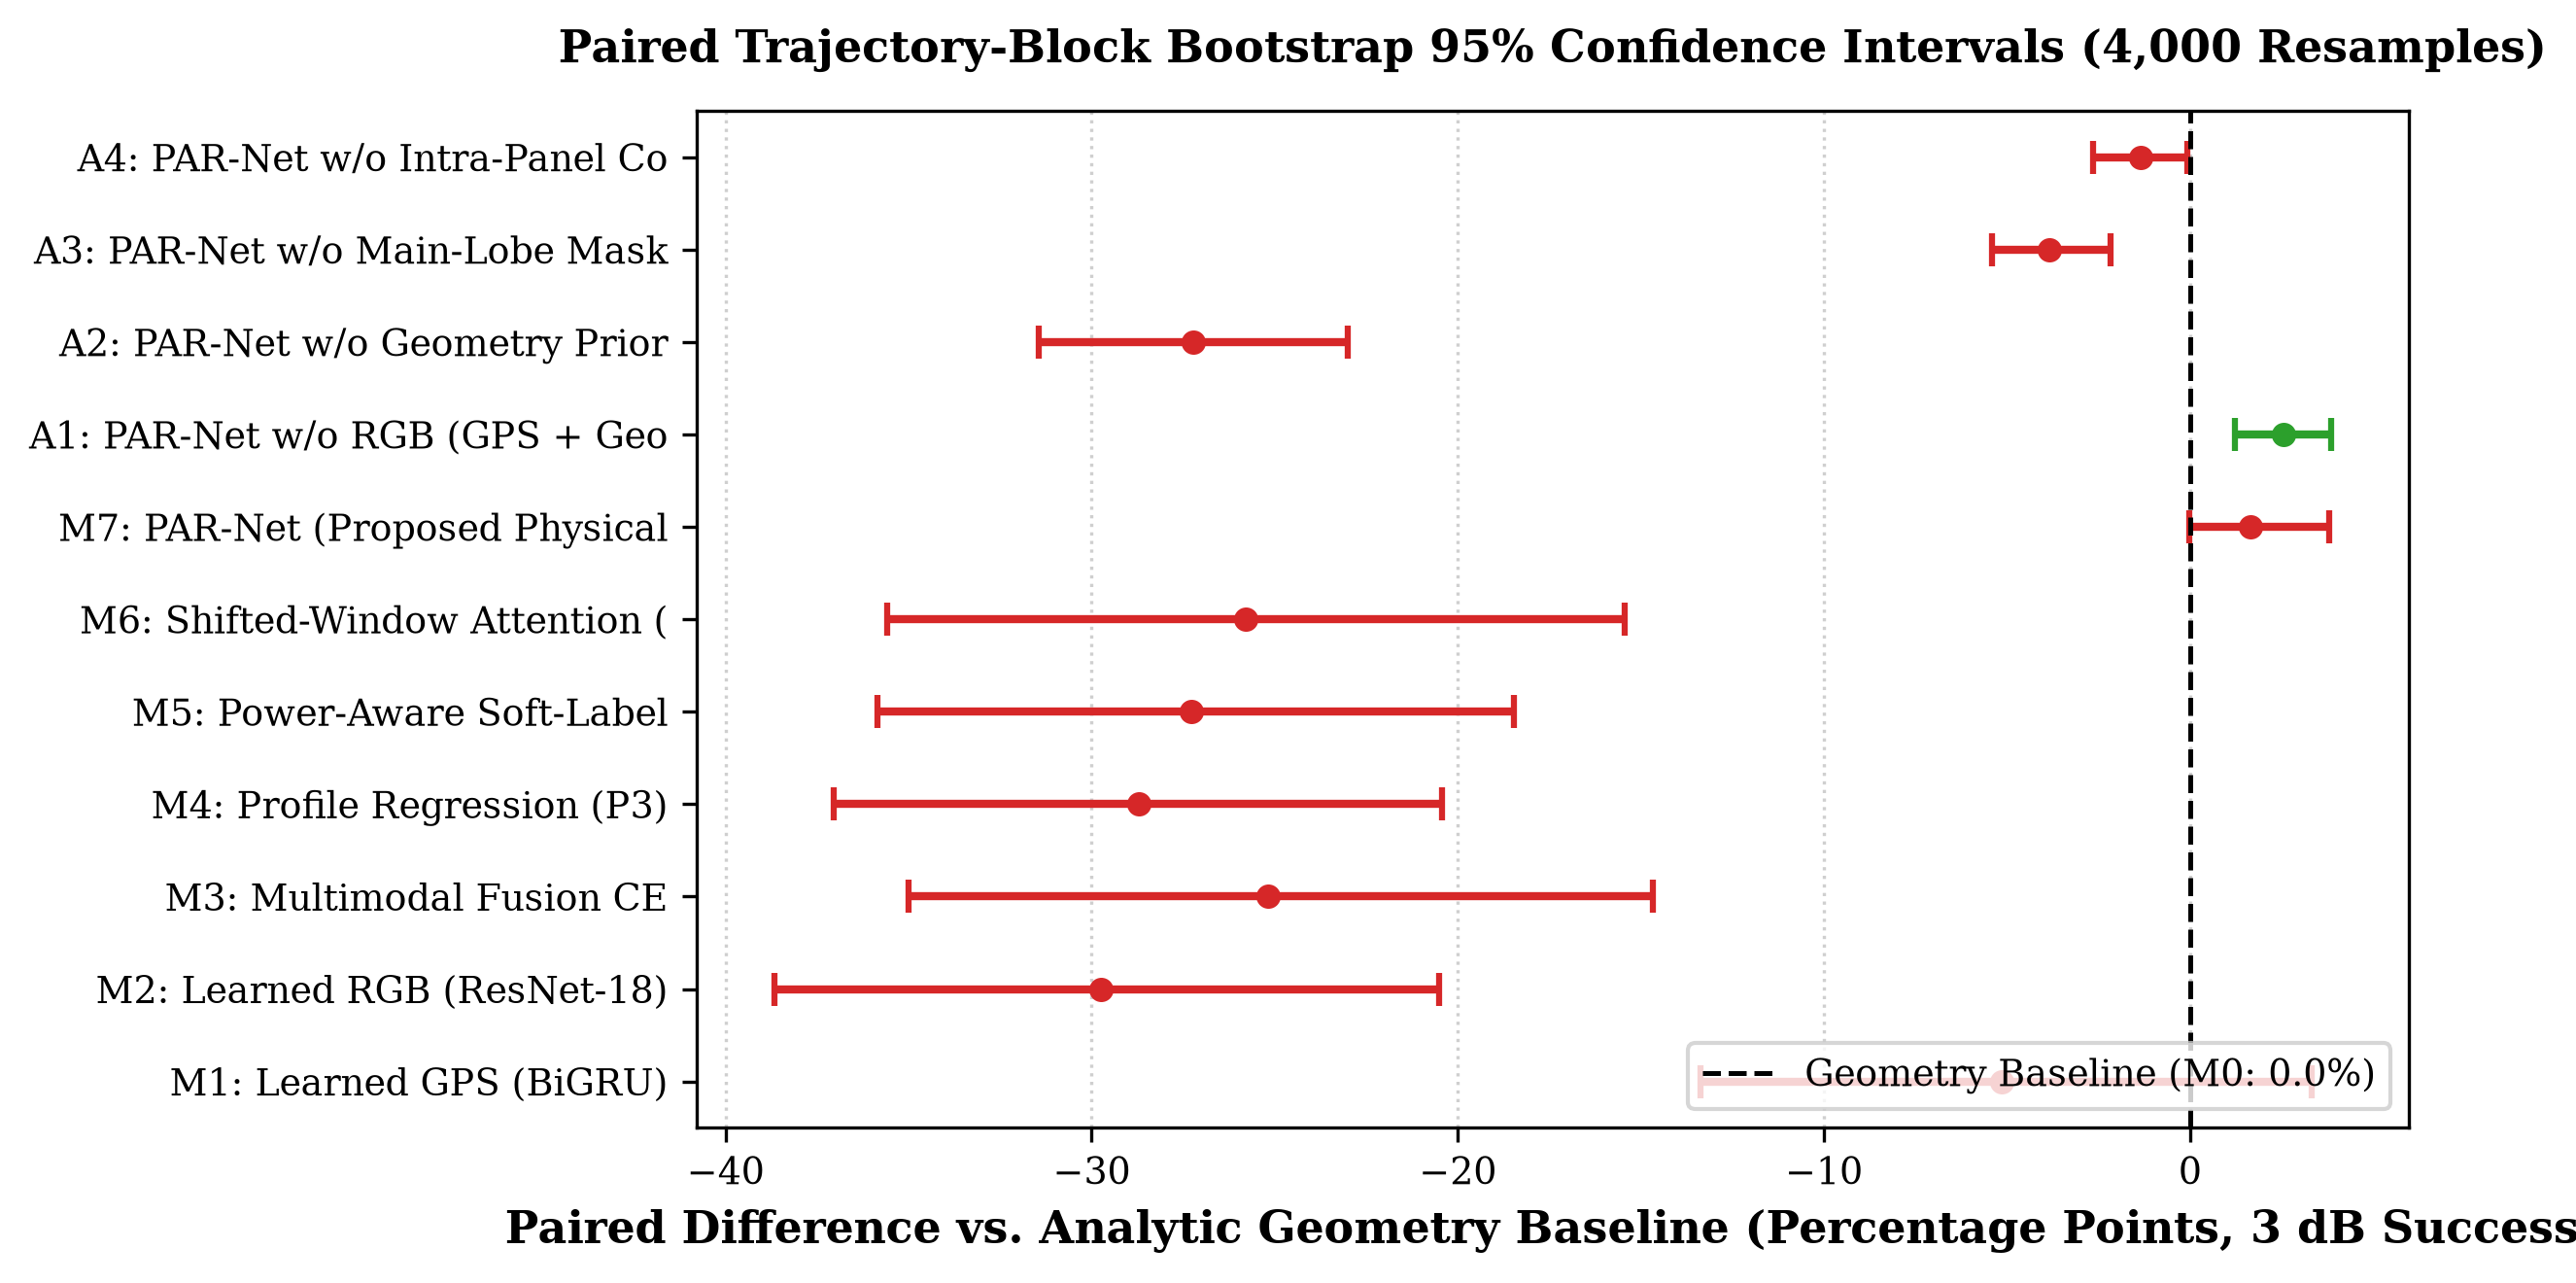 Paired Trajectory-Block Bootstrap 95% Confidence Intervals (4,000 Resamples)
A4: PAR-Net w/o Intra-Panel Co
A3: PAR-Net w/o Main-Lobe Mask
A2: PAR-Net w/o Geometry Prior
A1: PAR-Net w/o RGB (GPS + Geo
M7: PAR-Net (Proposed Physical
M6: Shifted-Window Attention (
M5: Power-Aware Soft-Label
M4: Profile Regression (P3)
M3: Multimodal Fusion CE
M2: Learned RGB (ResNet-18)
M1: Learned GPS (BiGRU)
Geometry Baseline (M0: 0.0%)
−40 −30 −20 −10 0
Paired Difference vs. Analytic Geometry Baseline (Percentage Points, 3 dB Success